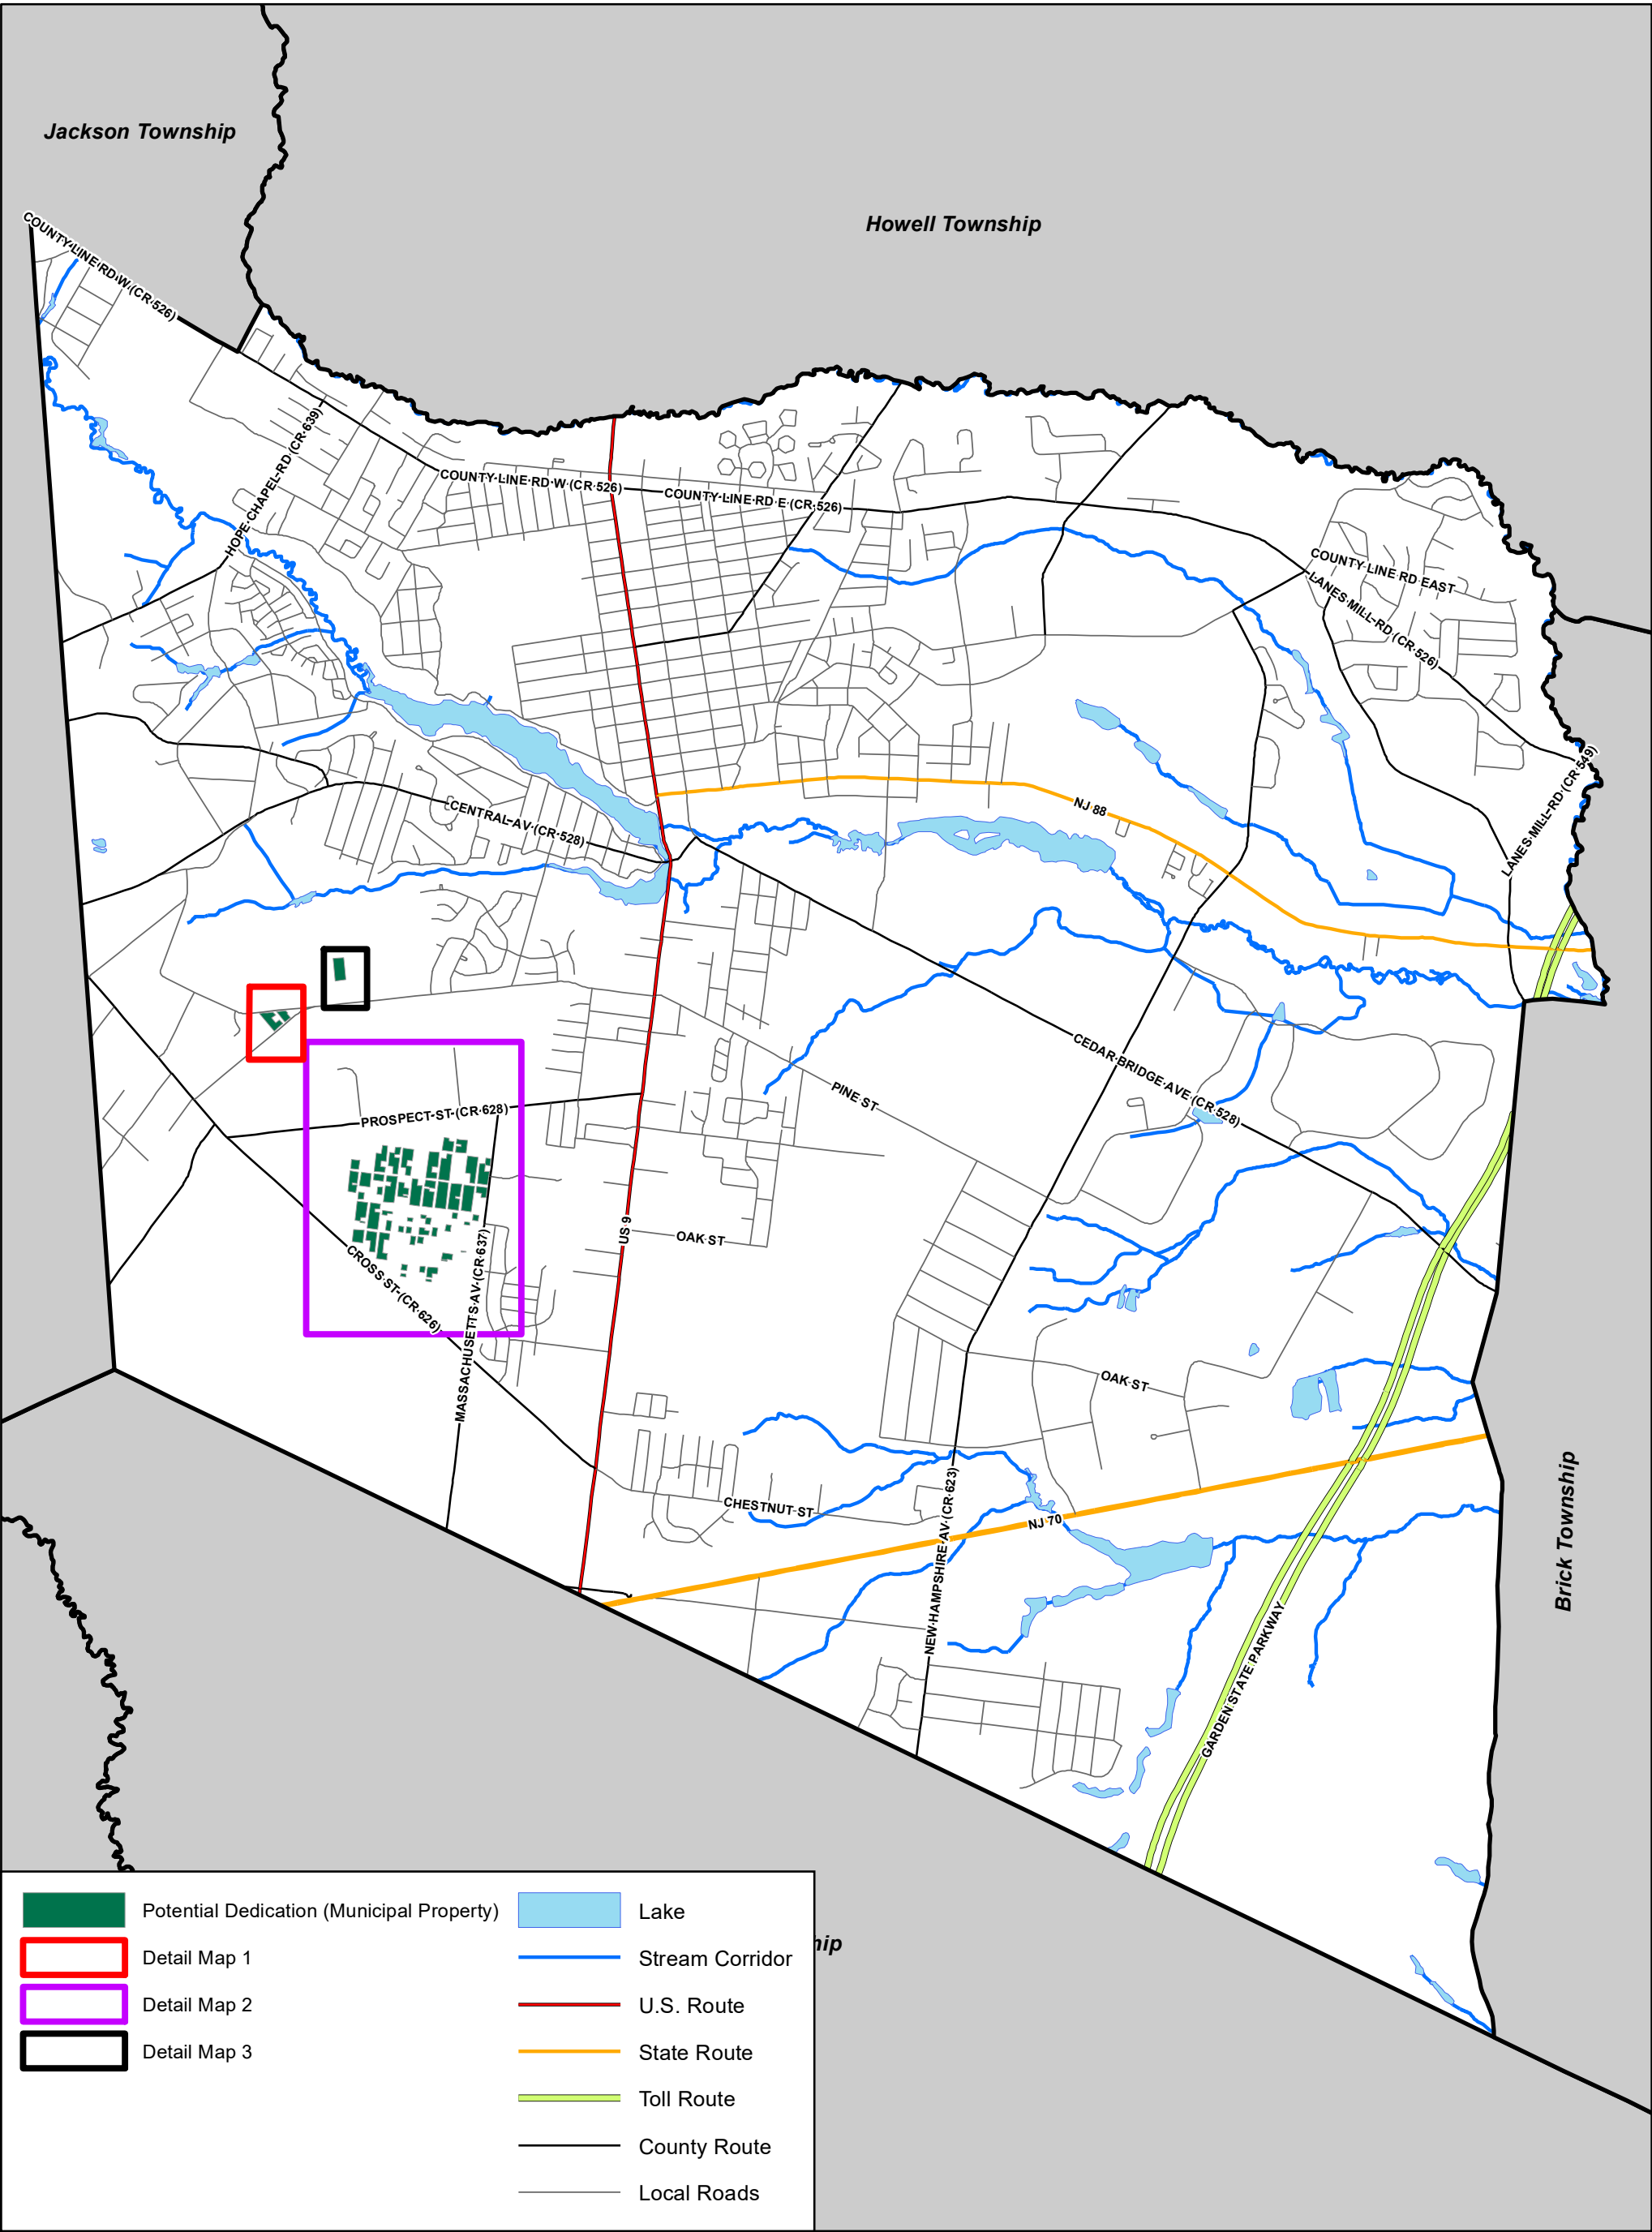 Jackson Township
Howell Township
COUNTY LINE RD W (CR 526)
HOPE CHAPEL RD (CR 639)
COUNTY LINE RD W (CR 526)
COUNTY LINE RD E (CR 526)
COUNTY LINE RD EAST
LANES MILL RD (CR 526)
LANES MILL RD (CR 549)
NJ 88
CENTRAL AV (CR 528)
CEDAR BRIDGE AVE (CR 528)
PINE ST
PROSPECT ST (CR 628)
OAK ST
US 9
CROSS ST (CR 626)
MASSACHUSETTS AV (CR 637)
OAK ST
CHESTNUT ST
NJ 70
NEW HAMPSHIRE AV (CR 623)
GARDEN STATE PARKWAY
Brick Township
hip
Potential Dedication (Municipal Property)
Detail Map 1
Detail Map 2
Detail Map 3
Lake
Stream Corridor
U.S. Route
State Route
Toll Route
County Route
Local Roads